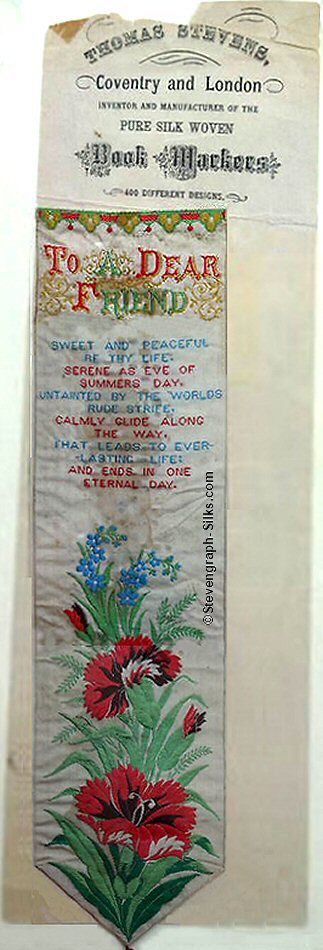 THOMAS STEVENS,
Coventry and London
INVENTOR AND MANUFACTURER OF THE
PURE SILK WOVEN
Book Markers
400 DIFFERENT DESIGNS.
TO A DEAR
FRIEND
SWEET AND PEACEFUL
BE THY LIFE:
SERENE AS EVE OF
SUMMERS DAY.
UNTAINTED BY THE WORLDS
RUDE STRIFE.
CALMLY GLIDE ALONG
THE WAY.
THAT LEADS TO EVER-
-LASTING LIFE:
AND ENDS IN ONE
ETERNAL DAY.
©Stevengraph-Silks.com